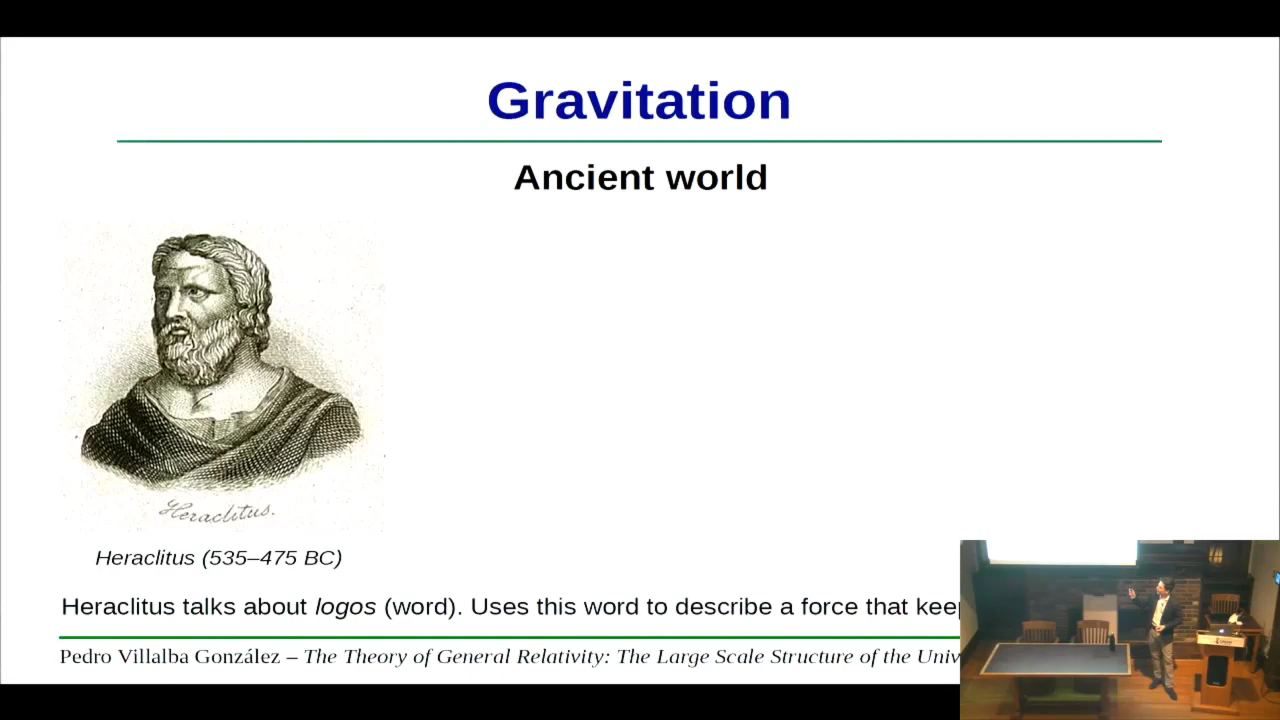 Gravitation
Ancient world
Heraclitus.
Heraclitus (535–475 BC)
Heraclitus talks about logos (word). Uses this word to describe a force that keep
Pedro Villalba González – The Theory of General Relativity: The Large Scale Structure of the Univ